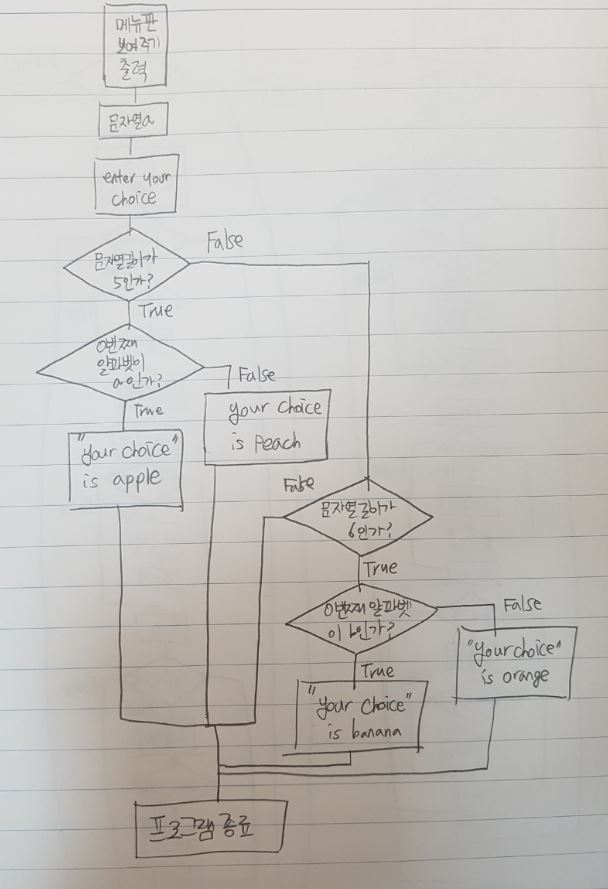 메뉴판
보여주기
출력
문자열a
enter your
choice
문자열길이가
5인가?
False
True
0번째
알파벳이
a인가?
False
True
your choice
is peach
"your choice"
is apple
False
문자열길이가
6인가?
True
0번째 알파벳
이 b인가?
False
True
"your choice"
is orange
"your choice"
is banana
프로그램 종료